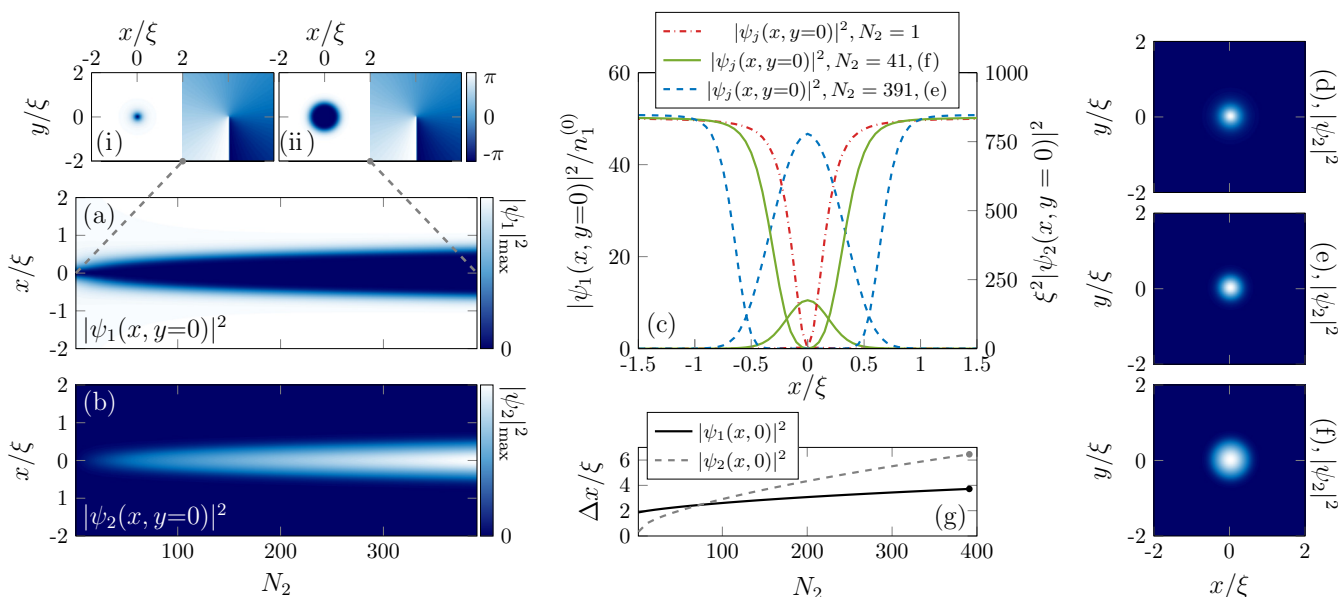 x/ξ
x/ξ
-2 0 2 -2 0 2
y/ξ
2
0
-2
(i)
(ii)
π
0
-π
(a)
x/ξ
2
1
0
-1
-2
|ψ₁(x, y=0)|²
|ψ₁|²max
0
(b)
x/ξ
2
1
0
-1
-2
|ψ₂(x, y=0)|²
|ψ₂|²max
0
100 200 300
N₂
|ψⱼ(x, y=0)|², N₂ = 1
|ψⱼ(x, y=0)|², N₂ = 41, (f)
|ψⱼ(x, y=0)|², N₂ = 391, (e)
|ψ₁(x, y=0)|²/n₁⁽⁰⁾
60
40
20
0
ξ²|ψ₂(x, y = 0)|²
1000
750
500
250
0
(c)
-1.5 -1 -0.5 0 0.5 1 1.5
x/ξ
|ψ₁(x, 0)|²
|ψ₂(x, 0)|²
Δx/ξ
6
4
2
0
(g)
100 200 300 400
N₂
y/ξ
2
0
-2
(d), |ψ₂|²
y/ξ
2
0
-2
(e), |ψ₂|²
y/ξ
2
0
-2
(f), |ψ₂|²
-2 0 2
x/ξ